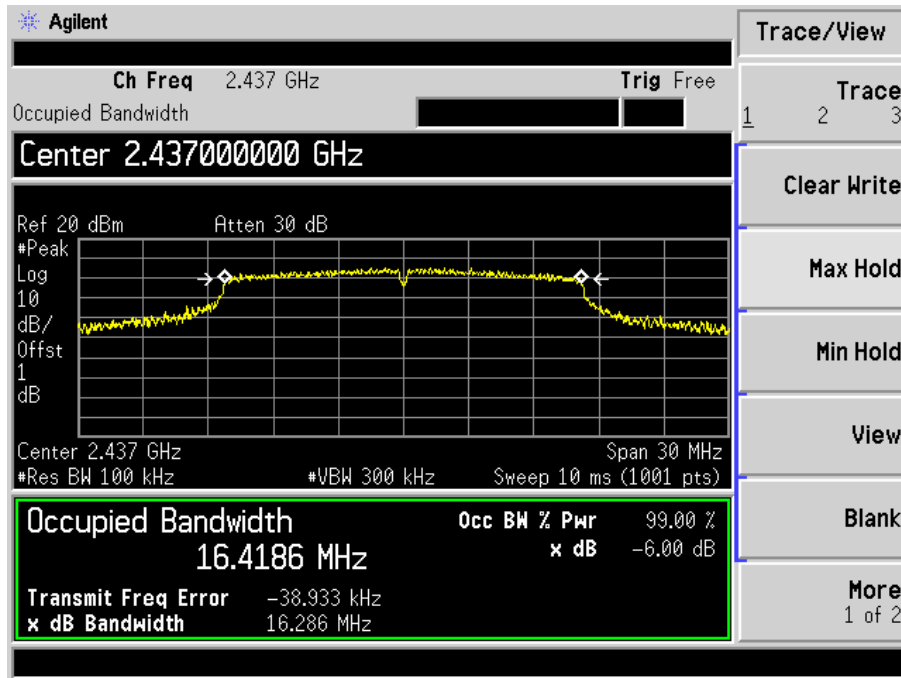 Agilent
Trace/View
Ch Freq 2.437 GHz Trig Free
Occupied Bandwidth
Trace
1 2 3
Center 2.437000000 GHz
Clear Write
Ref 20 dBm Atten 30 dB
#Peak
Log
10
dB/
Offst
1
dB
Max Hold
Min Hold
View
Center 2.437 GHz Span 30 MHz
#Res BW 100 kHz #VBW 300 kHz Sweep 10 ms (1001 pts)
Occupied Bandwidth Occ BW % Pwr 99.00 %
16.4186 MHz x dB -6.00 dB
Blank
Transmit Freq Error -38.933 kHz
x dB Bandwidth 16.286 MHz
More
1 of 2